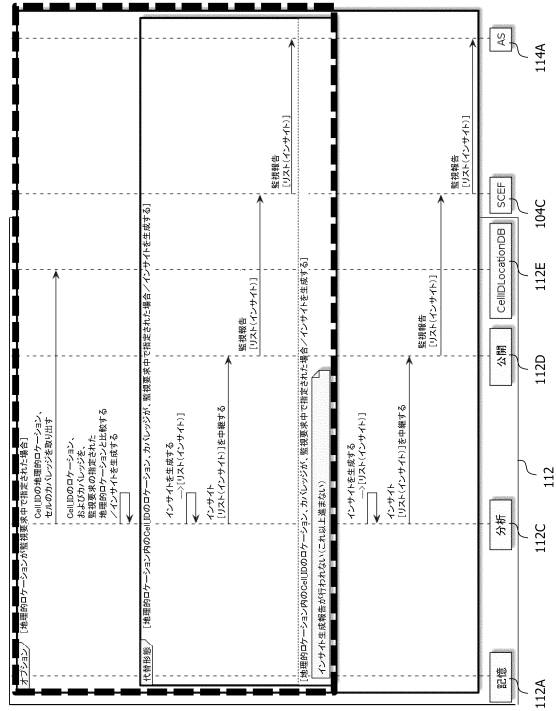 オプション
[地理的ロケーションが監視要求中で指定された場合]
CellIDの地理的ロケーション、
セルのカバレッジを取り出す
CellIDのロケーション、
およびカバレッジを、
監視要求の指定された
地理的ロケーションと比較する
／インサイトを生成する
代替形態
[地理的ロケーション内のCellIDのロケーション、カバレッジが、監視要求中で指定された場合／インサイトを生成する]
インサイトを生成する
―>[リスト(インサイト)]
インサイト
[リスト(インサイト)]を中継する
監視報告
[リスト(インサイト)]
監視報告
[リスト(インサイト)]
[地理的ロケーション内のCellIDのロケーション、カバレッジが、監視要求中で指定された場合／インサイトを生成する]
インサイト生成報告が行われない(これ以上進まない)
インサイトを生成する
―>[リスト(インサイト)]
インサイト
[リスト(インサイト)]を中継する
監視報告
[リスト(インサイト)]
監視報告
[リスト(インサイト)]
記憶
分析
公開
CellIDLocationDB
SCEF
AS
112A
112C
112
112D
112E
104C
114A